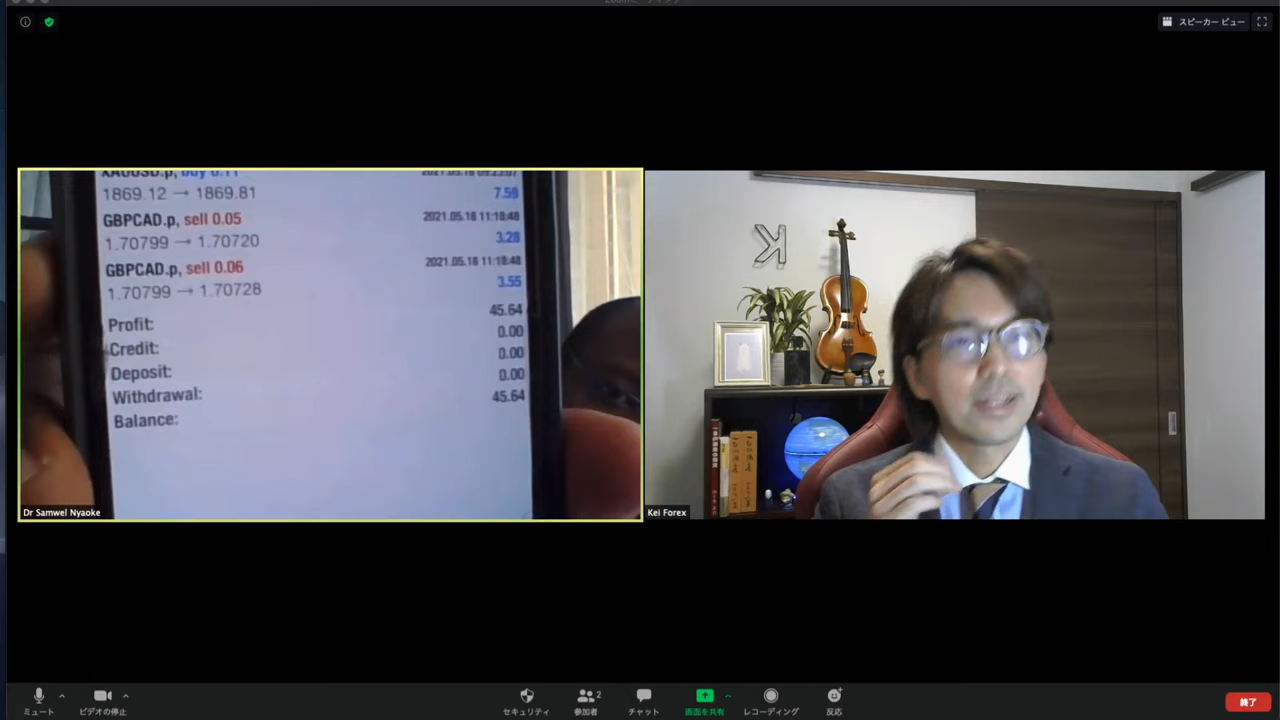 スピーカー ビュー
XAUUSD.p, buy 0.11
1869.12 → 1869.81 7.59
GBPCAD.p, sell 0.05 2021.05.18 11:18:48
1.70799 → 1.70720 3.28
GBPCAD.p, sell 0.06 2021.05.18 11:18:48
1.70799 → 1.70728 3.55
Profit: 45.64
Credit: 0.00
Deposit: 0.00
Withdrawal: 0.00
Balance: 45.64
K
Dr Samwel Nyaoke
Kei Forex
ミュート
ビデオの停止
セキュリティ
2
参加者
チャット
画面を共有
レコーディング
反応
終了